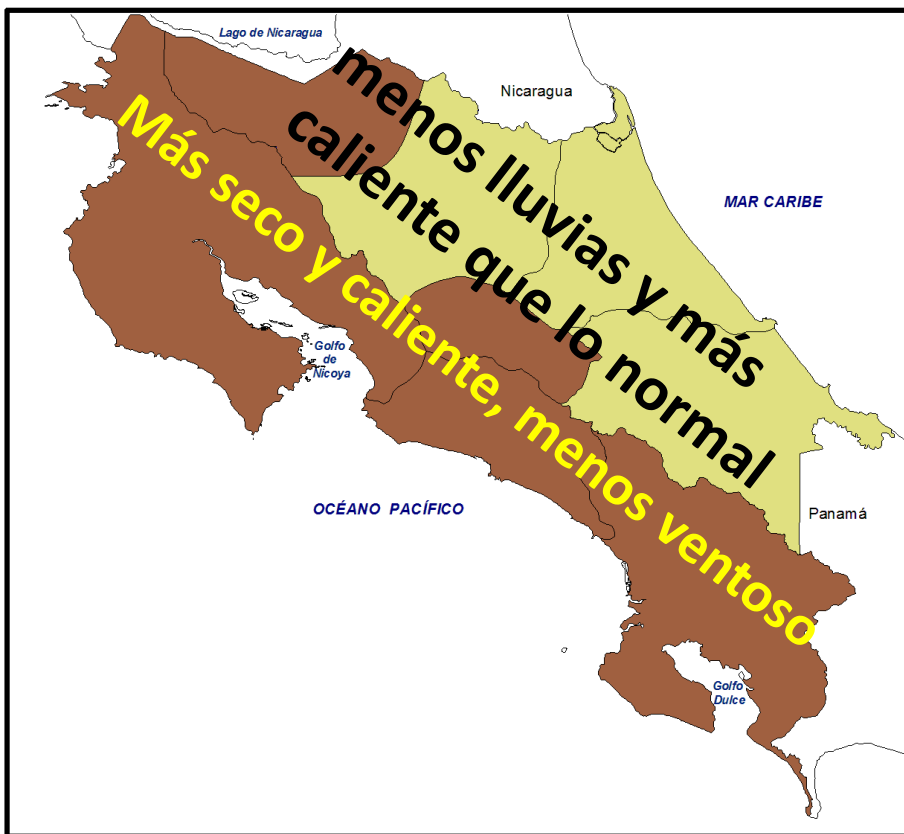 Lago de Nicaragua
menos lluvias y más
caliente que lo normal
Nicaragua
Más seco y caliente, menos ventoso
MAR CARIBE
Golfo
de
Nicoya
OCÉANO PACÍFICO
Panamá
Golfo
Dulce